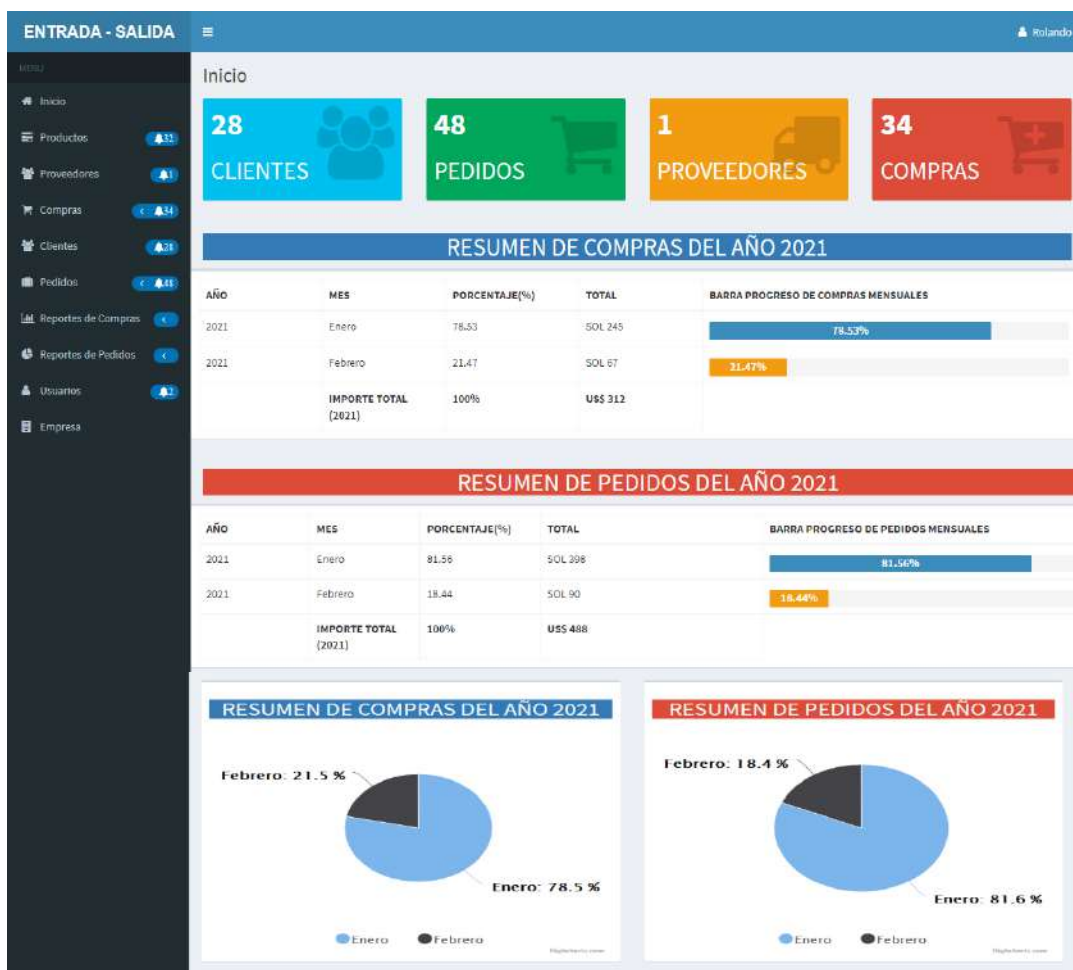 ENTRADA - SALIDA
Rolando
MENU
Inicio
Productos 32
Proveedores 1
Compras 34
Clientes 28
Pedidos 48
Reportes de Compras
Reportes de Pedidos
Usuarios 2
Empresa
Inicio
28
CLIENTES
48
PEDIDOS
1
PROVEEDORES
34
COMPRAS
RESUMEN DE COMPRAS DEL AÑO 2021
AÑO MES PORCENTAJE(%) TOTAL BARRA PROGRESO DE COMPRAS MENSUALES
2021 Enero 78.53 SOL 245 78.53%
2021 Febrero 21.47 SOL 67 21.47%
IMPORTE TOTAL 100% US$ 312
(2021)
RESUMEN DE PEDIDOS DEL AÑO 2021
AÑO MES PORCENTAJE(%) TOTAL BARRA PROGRESO DE PEDIDOS MENSUALES
2021 Enero 81.56 SOL 398 81.56%
2021 Febrero 18.44 SOL 90 18.44%
IMPORTE TOTAL 100% US$ 488
(2021)
RESUMEN DE COMPRAS DEL AÑO 2021
Febrero: 21.5 %
Enero: 78.5 %
Enero Febrero
Highcharts.com
RESUMEN DE PEDIDOS DEL AÑO 2021
Febrero: 18.4 %
Enero: 81.6 %
Enero Febrero
Highcharts.com